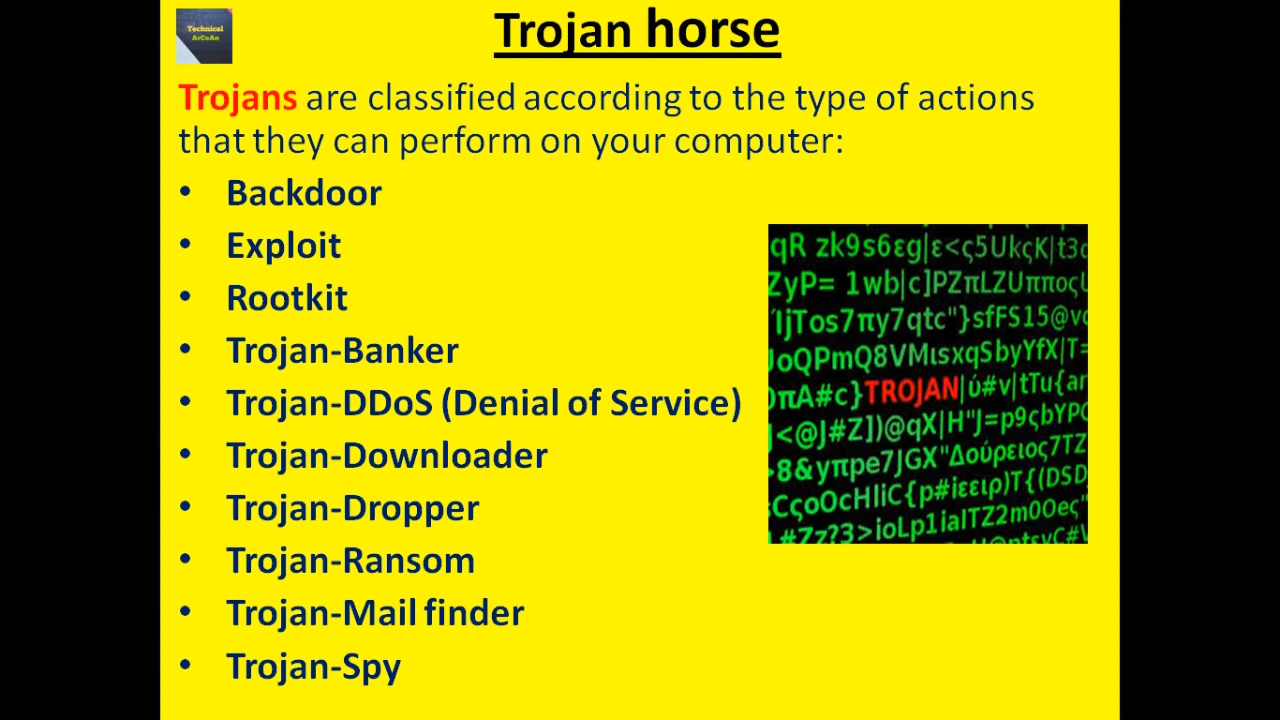 Technical
ArCoAn
Trojan horse
Trojans are classified according to the type of actions
that they can perform on your computer:
• Backdoor
• Exploit
• Rootkit
• Trojan-Banker
• Trojan-DDoS (Denial of Service)
• Trojan-Downloader
• Trojan-Dropper
• Trojan-Ransom
• Trojan-Mail finder
• Trojan-Spy
TROJAN